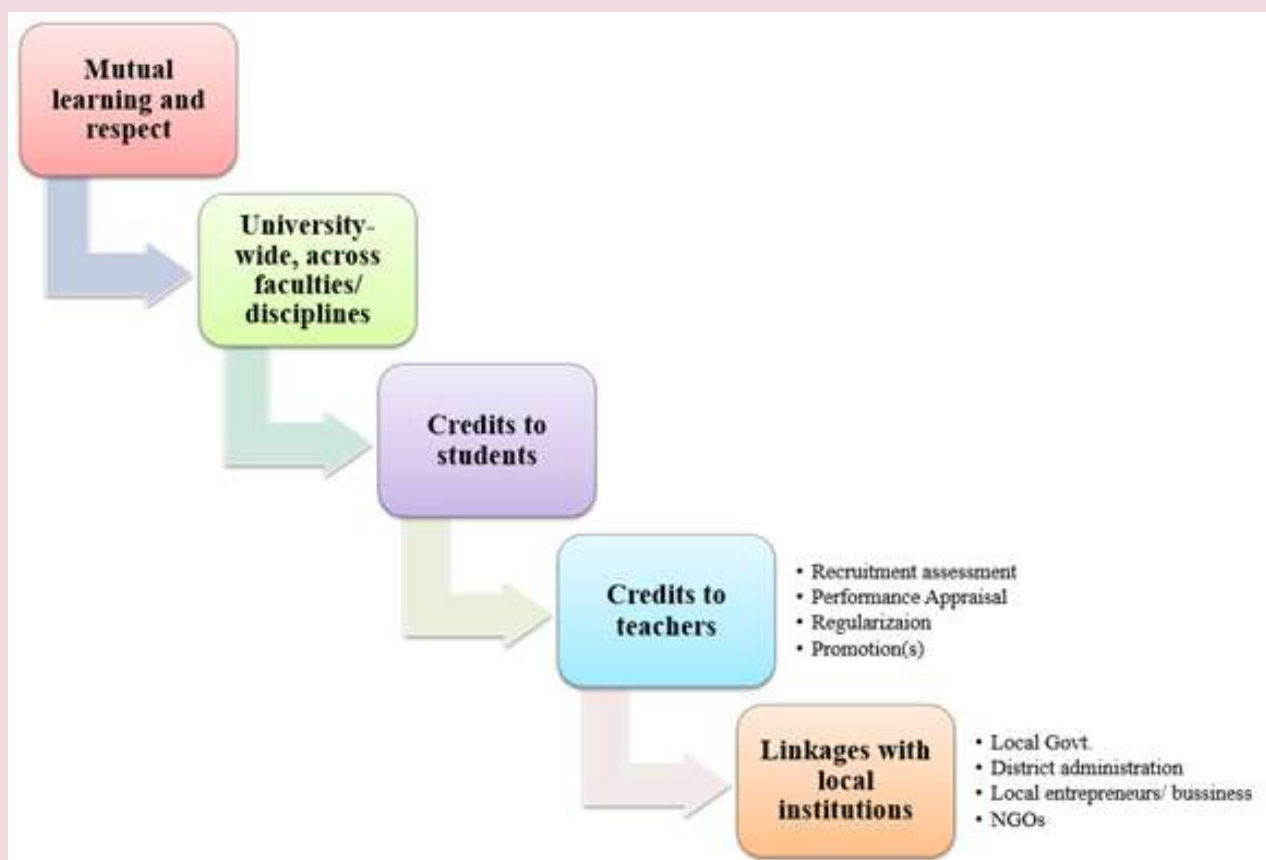 Mutual
learning and
respect
University-
wide, across
faculties/
disciplines
Credits to
students
Credits to
teachers
• Recruitment assessment
• Performance Appraisal
• Regularizaion
• Promotion(s)
Linkages with
local
institutions
• Local Govt.
• District administration
• Local entrepreneurs/ bussiness
• NGOs